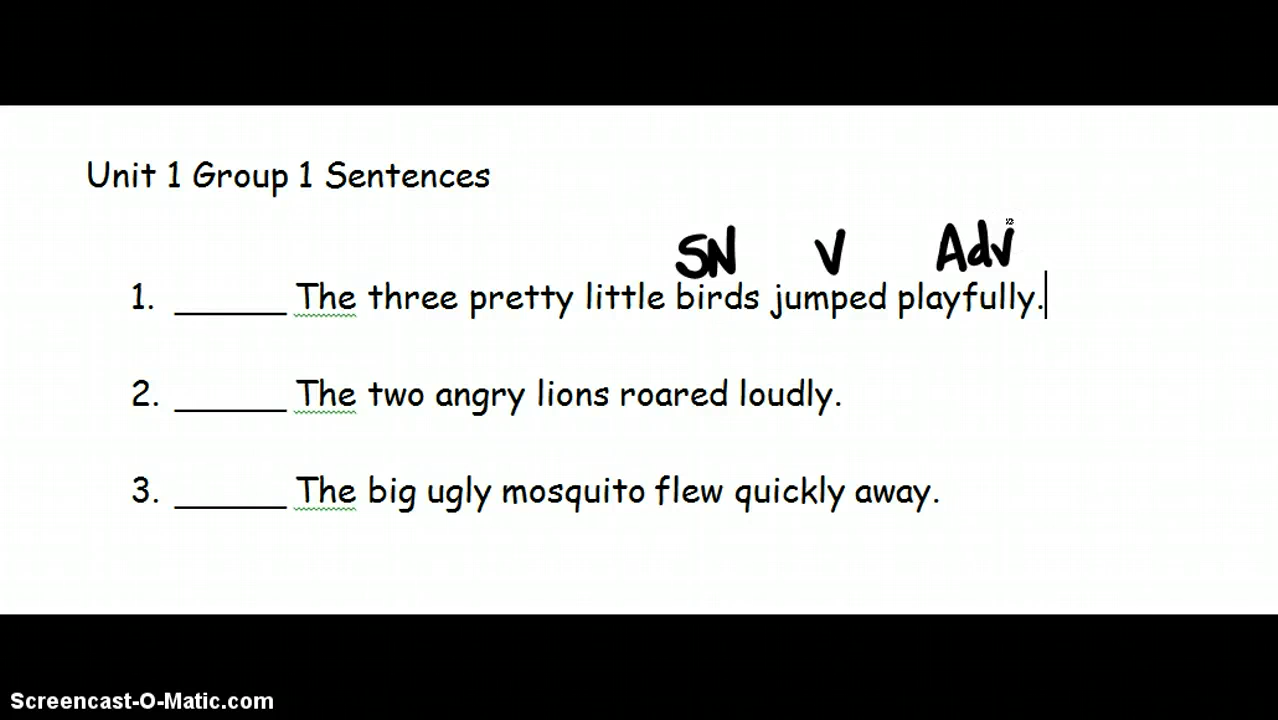 Unit 1 Group 1 Sentences
SN V Adv
1. ______ The three pretty little birds jumped playfully.
2. ______ The two angry lions roared loudly.
3. ______ The big ugly mosquito flew quickly away.
Screencast-O-Matic.com